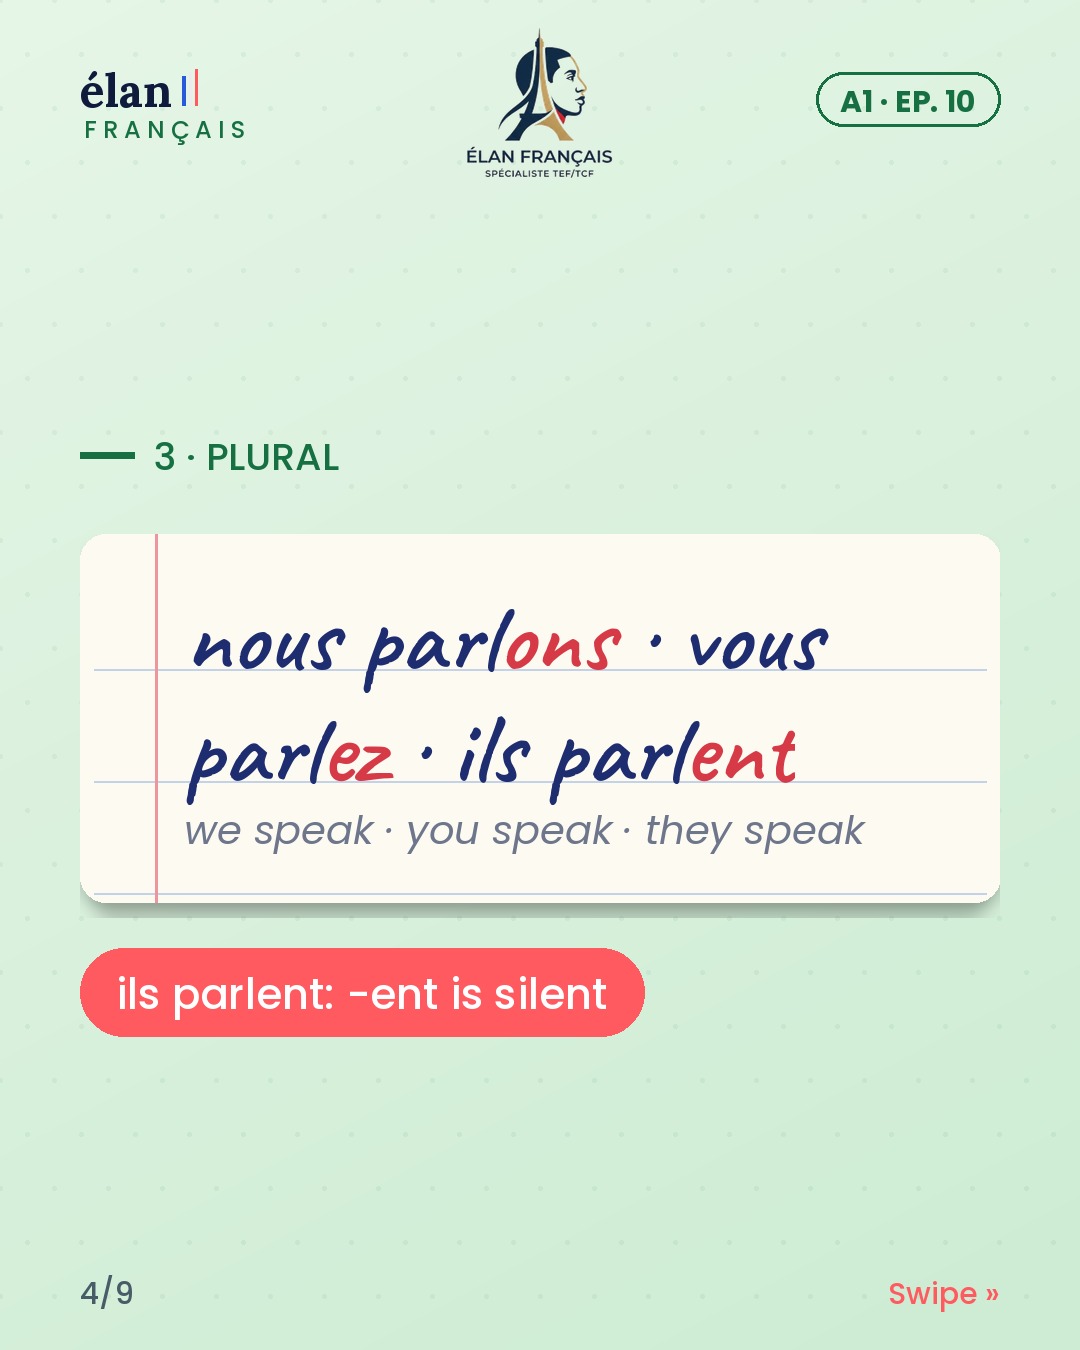 élan
FRANÇAIS
ÉLAN FRANÇAIS
SPÉCIALISTE TEF/TCF
A1 · EP. 10
3 · PLURAL
nous parlons · vous
parlez · ils parlent
we speak · you speak · they speak
ils parlent: -ent is silent
4/9
Swipe »